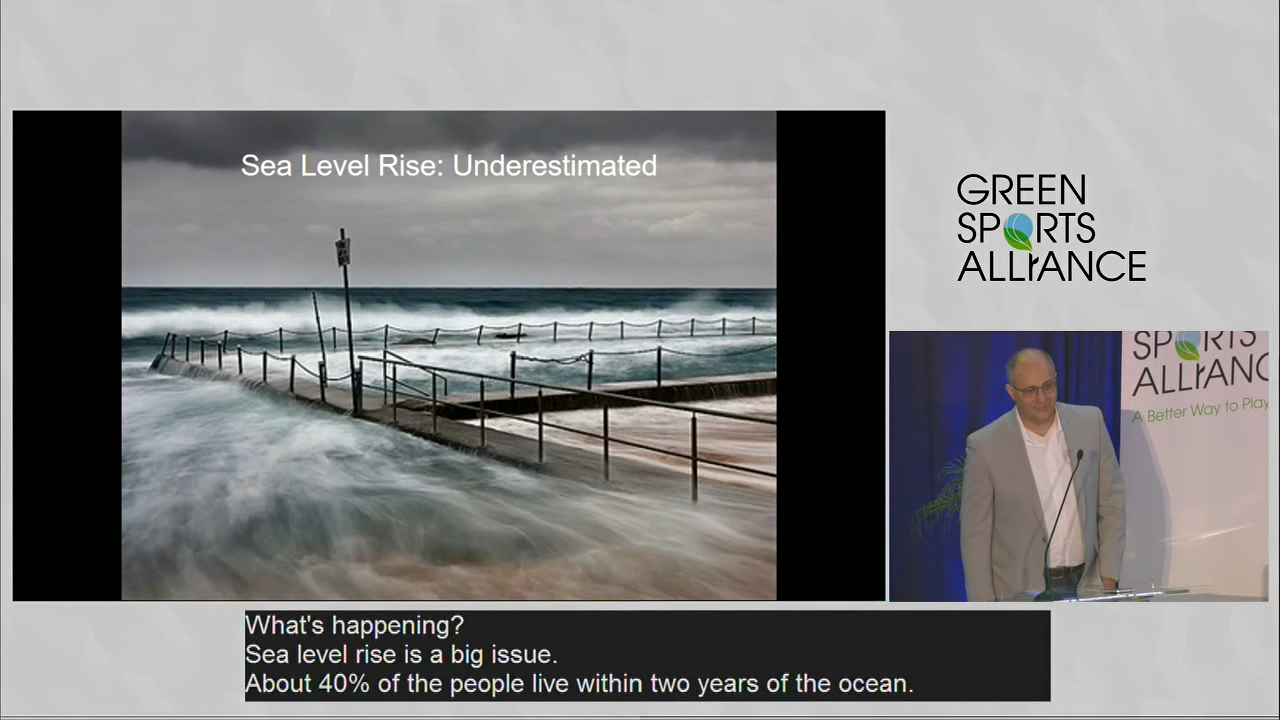 Sea Level Rise: Underestimated
GREEN
SPORTS
ALLIANCE
SPORTS
ALLIANC
A Better Way to Play
What's happening?
Sea level rise is a big issue.
About 40% of the people live within two years of the ocean.